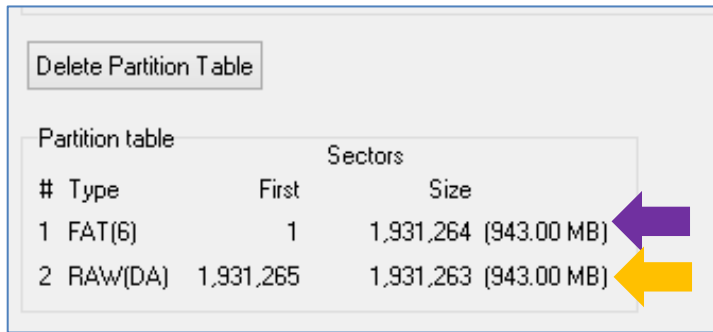 Delete Partition Table
Partition table
Sectors
# Type First Size
1 FAT(6) 1 1,931,264 (943.00 MB)
2 RAW(DA) 1,931,265 1,931,263 (943.00 MB)